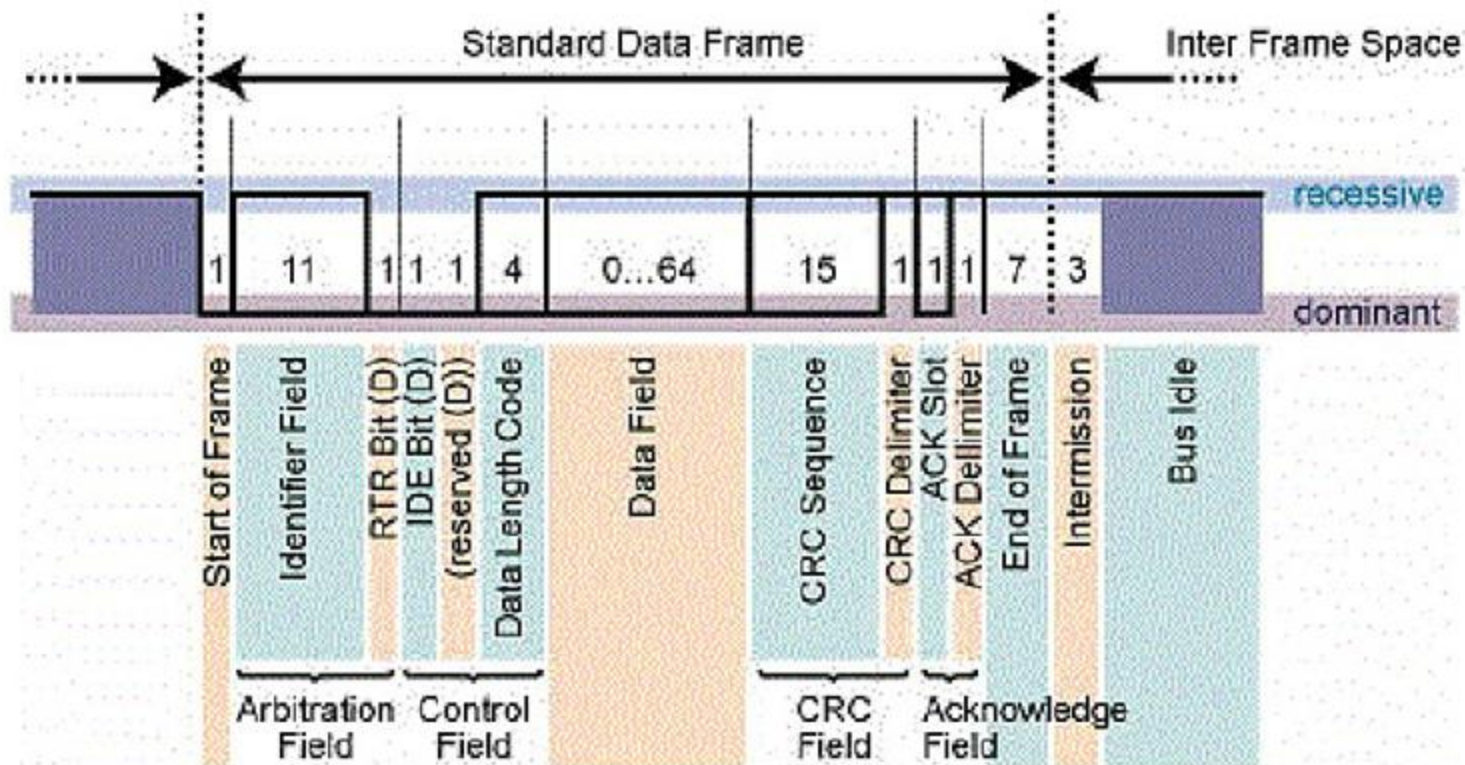 Standard Data Frame
Inter Frame Space
recessive
1 11 1 1 1 4 0...64 15 1 1 1 7 3
dominant
Start of Frame
Identifier Field
RTR Bit (D)
IDE Bit (D)
(reserved (D))
Data Length Code
Data Field
CRC Sequence
CRC Delimiter
ACK Slot
ACK Delimiter
End of Frame
Intermission
Bus Idle
Arbitration
Field
Control
Field
CRC
Field
Acknowledge
Field